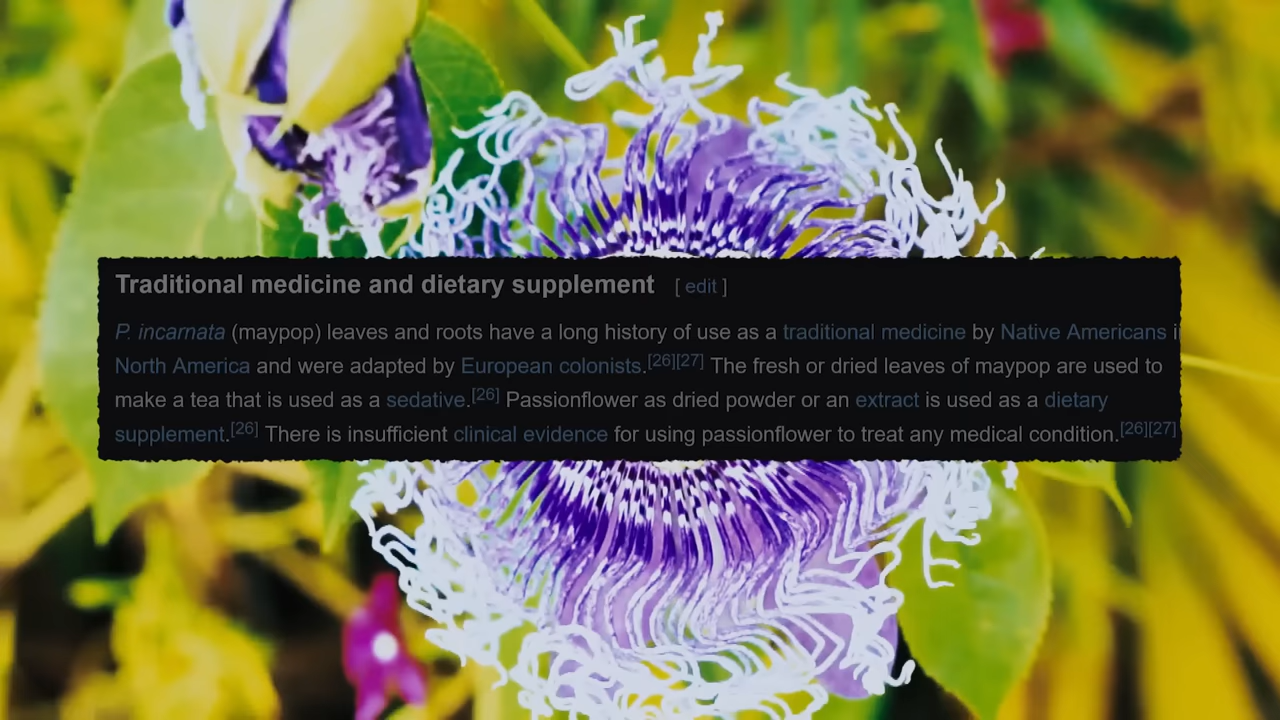 Traditional medicine and dietary supplement [ edit ]
P. incarnata (maypop) leaves and roots have a long history of use as a traditional medicine by Native Americans
North America and were adapted by European colonists.[26][27] The fresh or dried leaves of maypop are used to
make a tea that is used as a sedative.[26] Passionflower as dried powder or an extract is used as a dietary
supplement.[26] There is insufficient clinical evidence for using passionflower to treat any medical condition.[26][27]